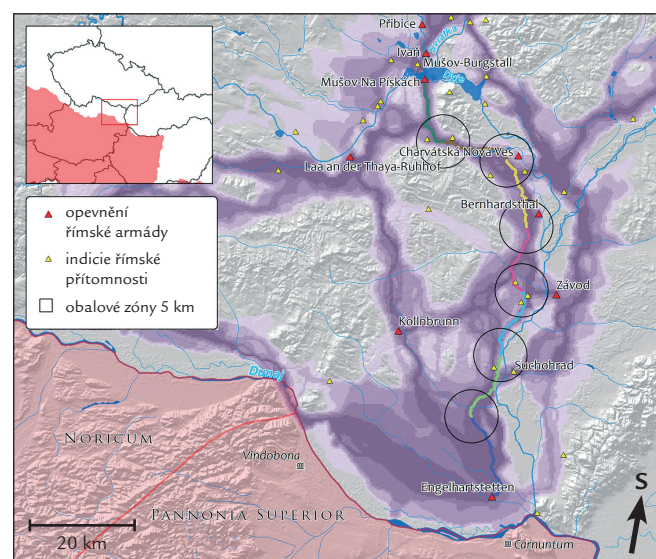 Přibice
Ivaň
Svratka
Mušov-Burgstall
Dyje
Mušov Na Pískách
Charvátská Nová Ves
Laa an der Thaya-Ruhhof
Bernhardsthal
opevnění
římské armády
indicie římské
přítomnosti
obalové zóny 5 km
Závod
Kollnbrunn
Suchohrad
Dunaj
NORICUM
Vindobona
Engelhartstetten
PANNONIA SUPERIOR
Carnuntum
20 km
S